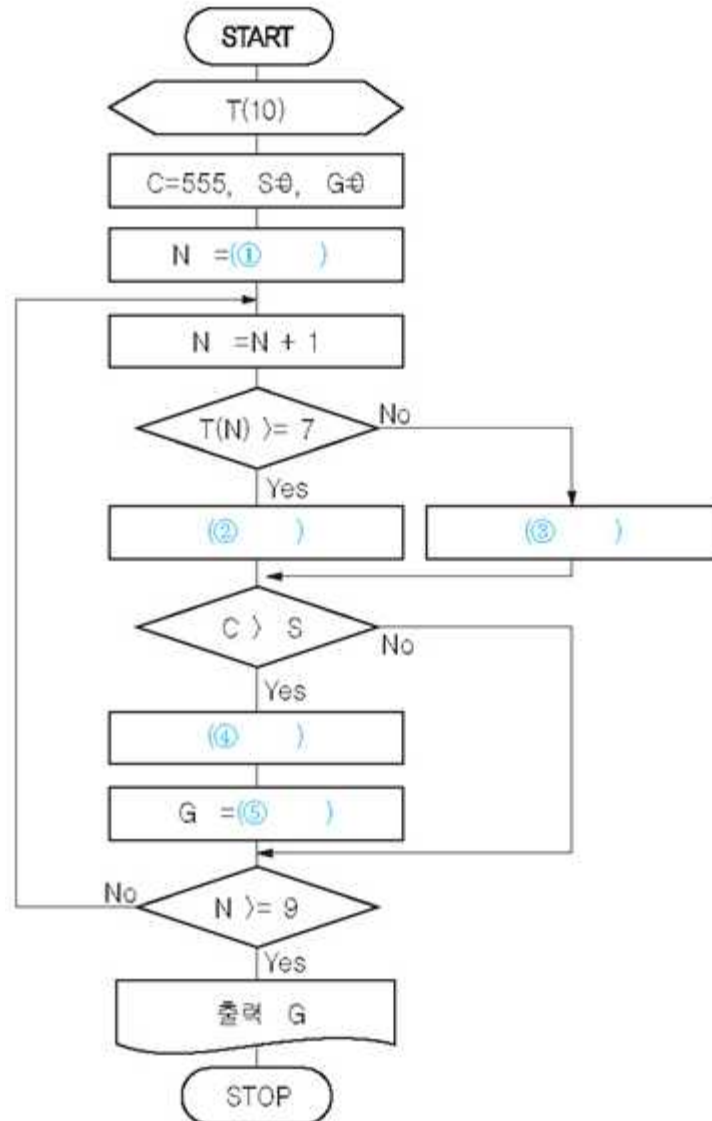 START
T(10)
C=555, S=0, G=0
N =(① )
N =N + 1
T(N) >= 7
No
Yes
(② )
(③ )
C > S
No
Yes
(④ )
G =(⑤ )
No
N >= 9
Yes
출력 G
STOP